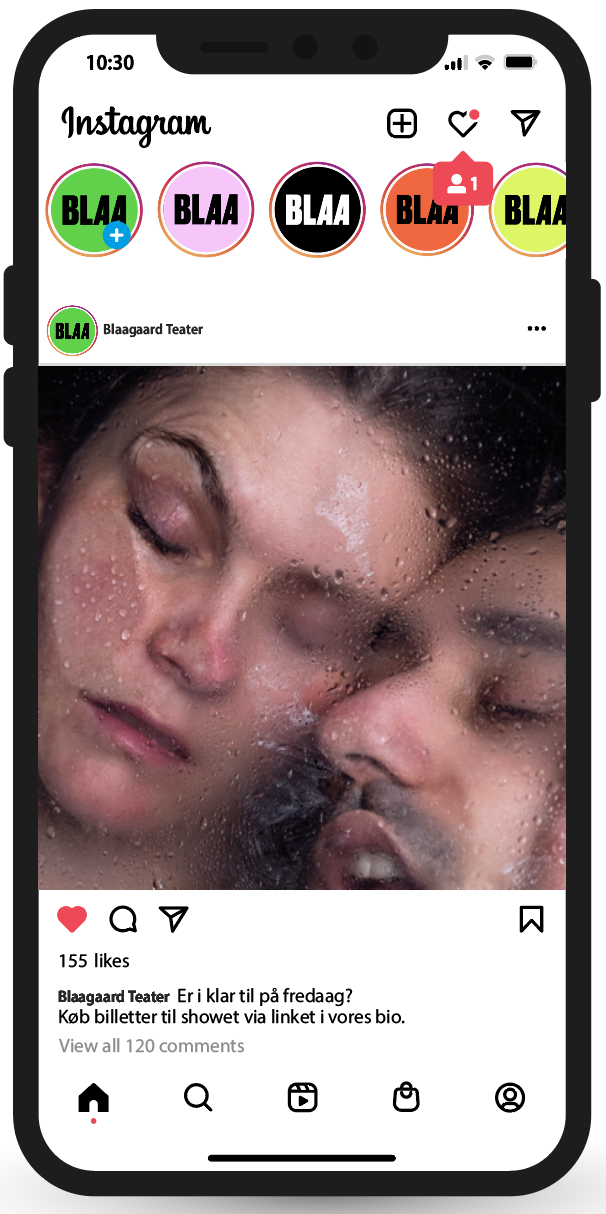 10:30
Instagram
1
BLAA
BLAA
BLAA
BLAA
BLAA
BLAA
Blaagaard Teater
155 likes
Blaagaard Teater Er i klar til på fredaag?
Køb billetter til showet via linket i vores bio.
View all 120 comments